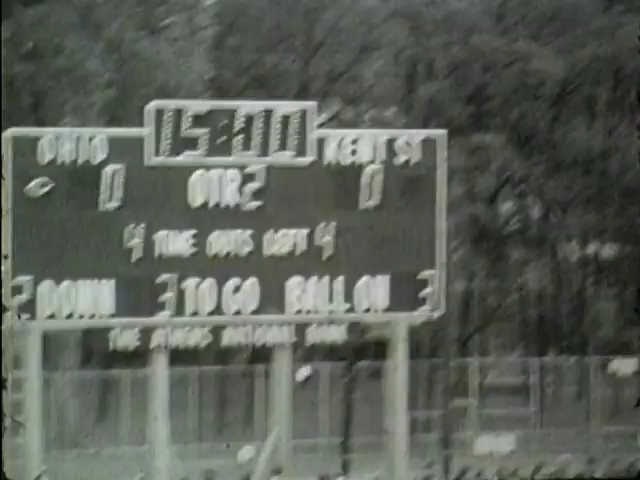 15:00
OHIO KENT ST
0 QTR 2 0
4 TIME OUTS LEFT 4
2 DOWN 3 TO GO BALL ON 3
THE ATHENS NATIONAL BANK